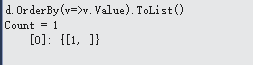 d.OrderBy(v=>v.Value).ToList()
Count = 1
[0]: {[1, ]}